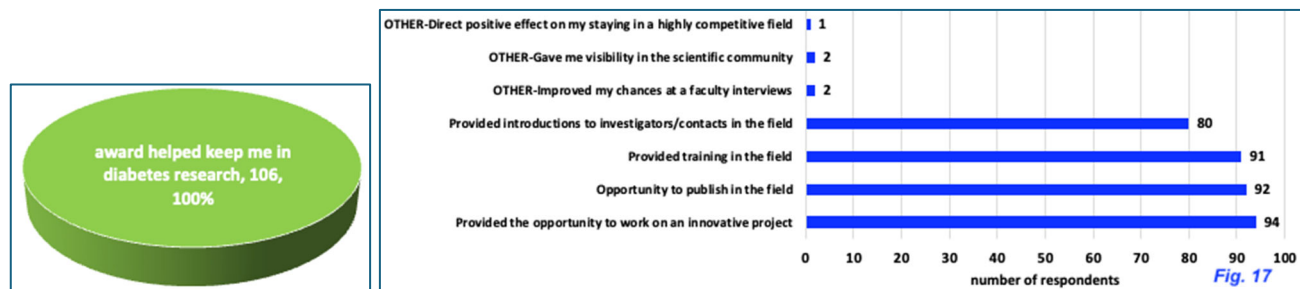 award helped keep me in
diabetes research, 106,
100%
OTHER-Direct positive effect on my staying in a highly competitive field 1
OTHER-Gave me visibility in the scientific community 2
OTHER-Improved my chances at a faculty interviews 2
Provided introductions to investigators/contacts in the field 80
Provided training in the field 91
Opportunity to publish in the field 92
Provided the opportunity to work on an innovative project 94
0 10 20 30 40 50 60 70 80 90 100
number of respondents
Fig. 17